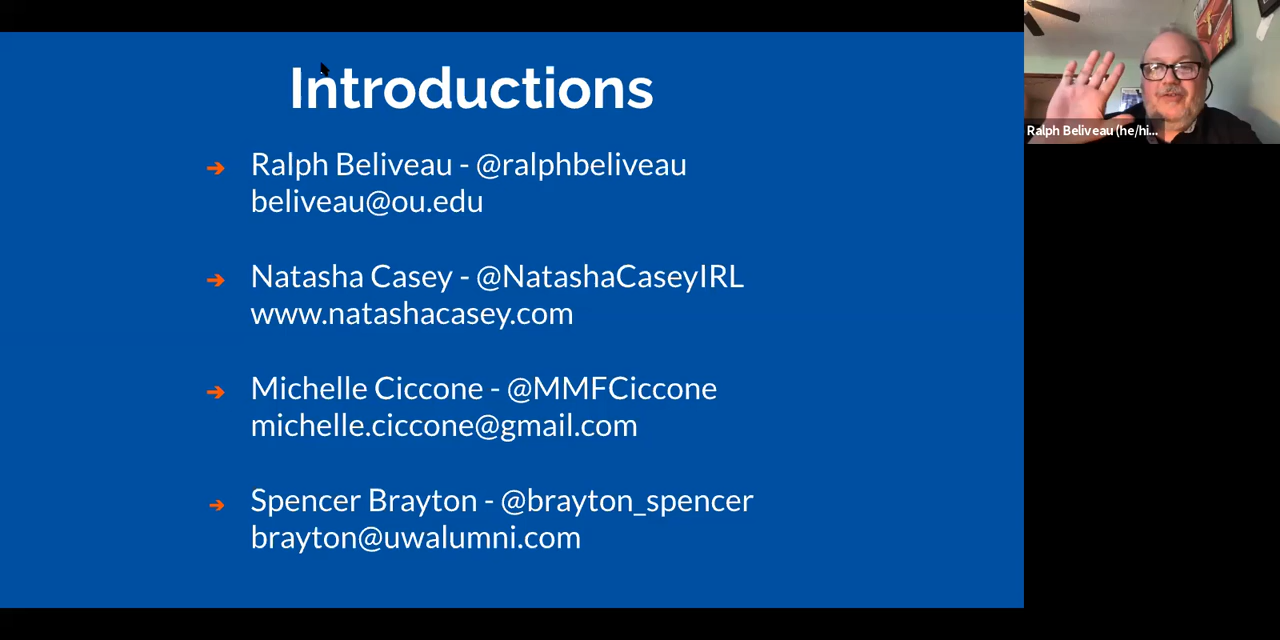 Introductions
➔ Ralph Beliveau - @ralphbeliveau
beliveau@ou.edu
➔ Natasha Casey - @NatashaCaseyIRL
www.natashacasey.com
➔ Michelle Ciccone - @MMFCiccone
michelle.ciccone@gmail.com
➔ Spencer Brayton - @brayton_spencer
brayton@uwalumni.com
Ralph Beliveau (he/hi...